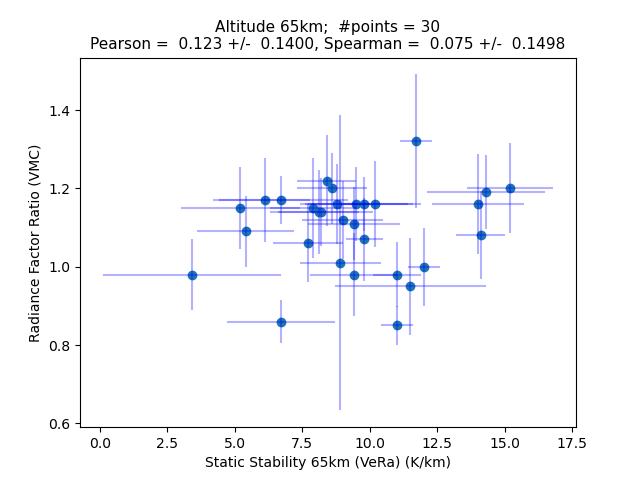 Altitude 65km;  #points = 30
Pearson =  0.123 +/-  0.1400, Spearman =  0.075 +/-  0.1498
Radiance Factor Ratio (VMC)
1.4
1.2
1.0
0.8
0.6
0.0 2.5 5.0 7.5 10.0 12.5 15.0 17.5
Static Stability 65km (VeRa) (K/km)